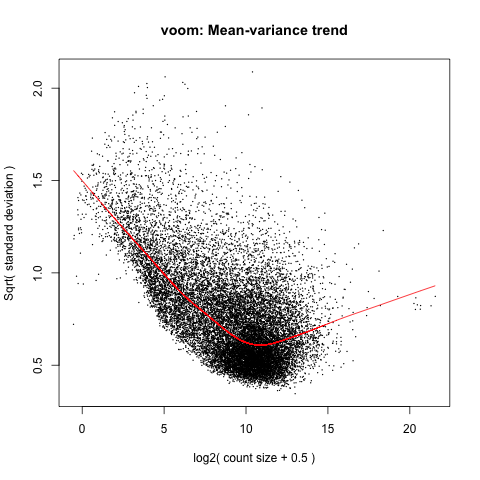 voom: Mean-variance trend
Sqrt( standard deviation )
2.0
1.5
1.0
0.5
0 5 10 15 20
log2( count size + 0.5 )